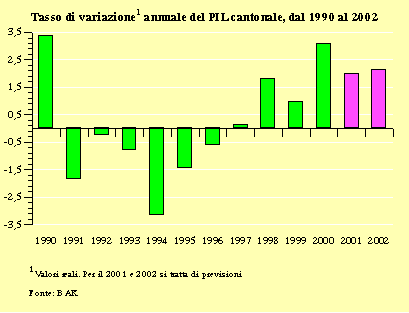 Tasso di variazione¹ annuale del PIL cantonale, dal 1990 al 2002
3,5
2,5
1,5
0,5
-0,5
-1,5
-2,5
-3,5
1990 1991 1992 1993 1994 1995 1996 1997 1998 1999 2000 2001 2002
1 Valori reali. Per il 2001 e 2002 si tratta di previsioni
Fonte: BAK